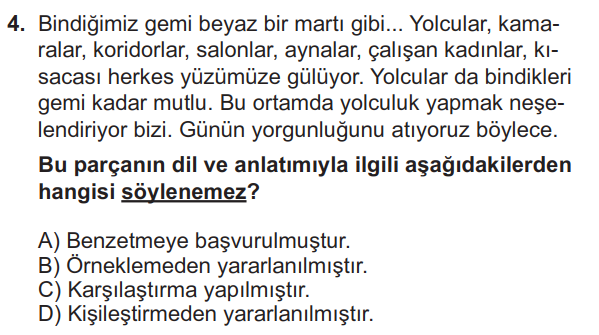 4. Bindiğimiz gemi beyaz bir martı gibi... Yolcular, kama-
ralar, koridorlar, salonlar, aynalar, çalışan kadınlar, kı-
sacası herkes yüzümüze gülüyor. Yolcular da bindikleri
gemi kadar mutlu. Bu ortamda yolculuk yapmak neşe-
lendiriyor bizi. Günün yorgunluğunu atıyoruz böylece.
Bu parçanın dil ve anlatımıyla ilgili aşağıdakilerden
hangisi söylenemez?
A) Benzetmeye başvurulmuştur.
B) Örneklemeden yararlanılmıştır.
C) Karşılaştırma yapılmıştır.
D) Kişileştirmeden yararlanılmıştır.